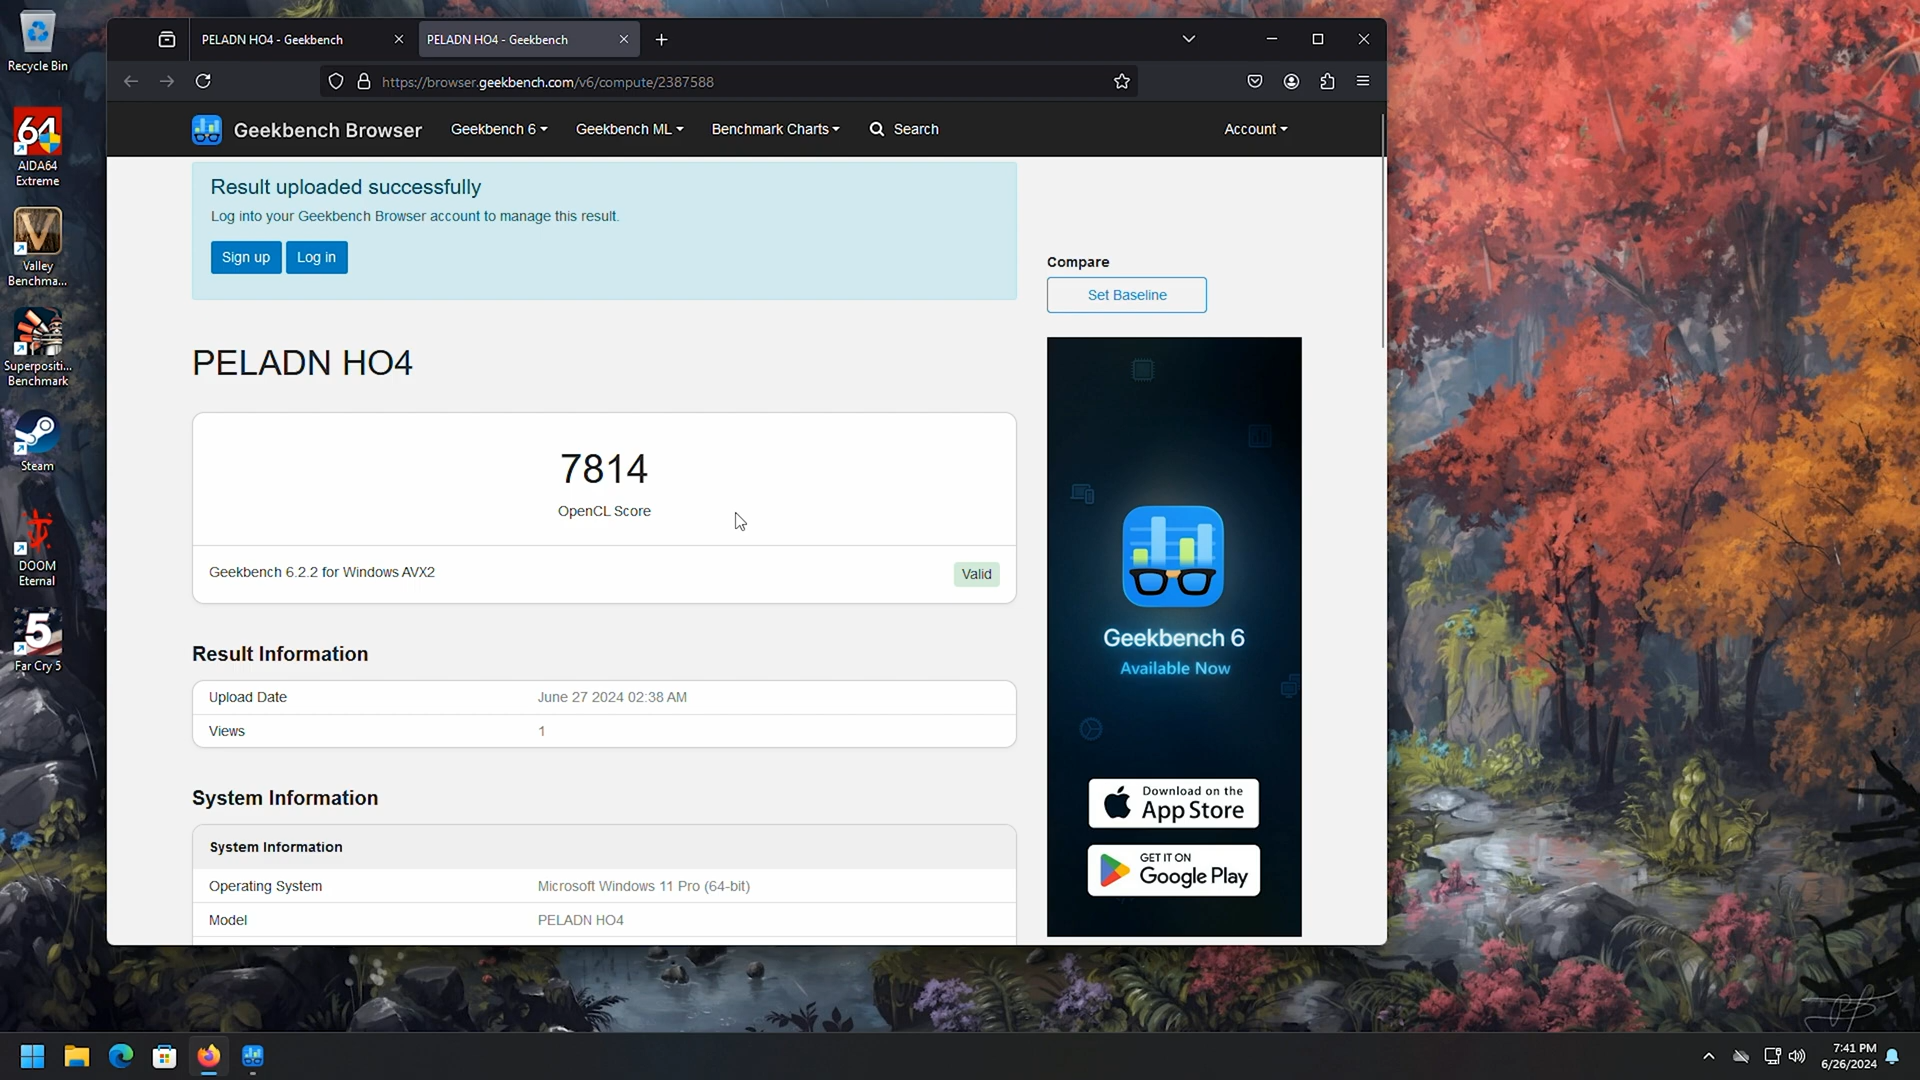 Recycle Bin
64
AIDA64
Extreme
V
Valley
Benchma...
Superpositi...
Benchmark
Steam
DOOM
Eternal
5
Far Cry 5
PELADN HO4 - Geekbench
PELADN HO4 - Geekbench
https://browser.geekbench.com/v6/compute/2387588
Geekbench Browser
Geekbench 6
Geekbench ML
Benchmark Charts
Search
Account
Result uploaded successfully
Log into your Geekbench Browser account to manage this result.
Sign up
Log in
Compare
Set Baseline
PELADN HO4
7814
OpenCL Score
Geekbench 6.2.2 for Windows AVX2
Valid
Result Information
Upload Date
June 27 2024 02:38 AM
Views
1
System Information
System Information
Operating System
Microsoft Windows 11 Pro (64-bit)
Model
PELADN HO4
Geekbench 6
Available Now
Download on the
App Store
GET IT ON
Google Play
7:41 PM
6/26/2024